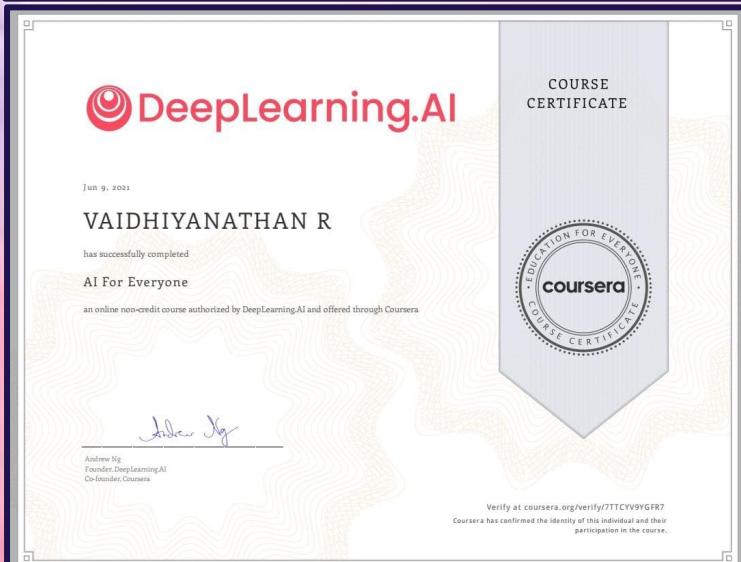 DeepLearning.AI
COURSE
CERTIFICATE
Jun 9, 2021
VAIDHIYANATHAN R
has successfully completed
AI For Everyone
an online non-credit course authorized by DeepLearning.AI and offered through Coursera
EDUCATION FOR EVERYONE
coursera
COURSE CERTIFICATE
Andrew Ng
Andrew Ng
Founder, DeepLearning.AI
Co-founder, Coursera
Verify at coursera.org/verify/7TTCYV9YGFR7
Coursera has confirmed the identity of this individual and their
participation in the course.